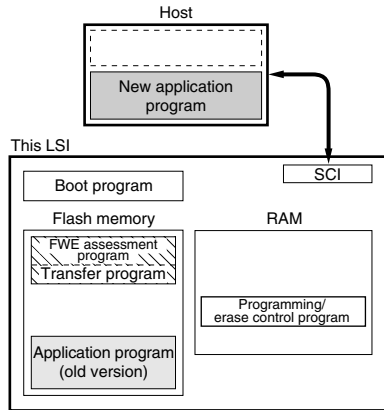 Host
New application
program
This LSI
SCI
Boot program
Flash memory
RAM
FWE assessment
program
Transfer program
Programming/
erase control program
Application program
(old version)